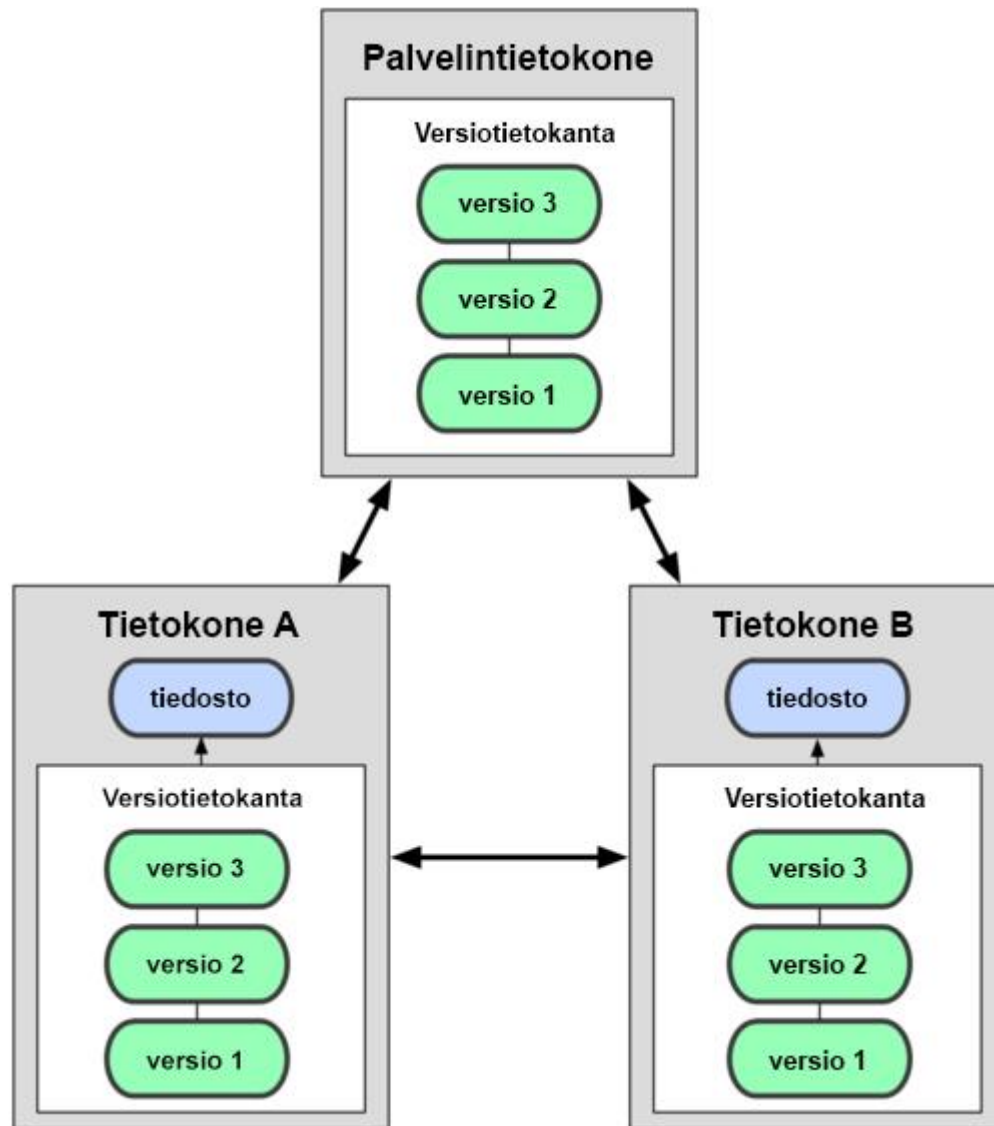 Palvelintietokone
Versiotietokanta
versio 3
versio 2
versio 1
Tietokone A
tiedosto
Versiotietokanta
versio 3
versio 2
versio 1
Tietokone B
tiedosto
Versiotietokanta
versio 3
versio 2
versio 1